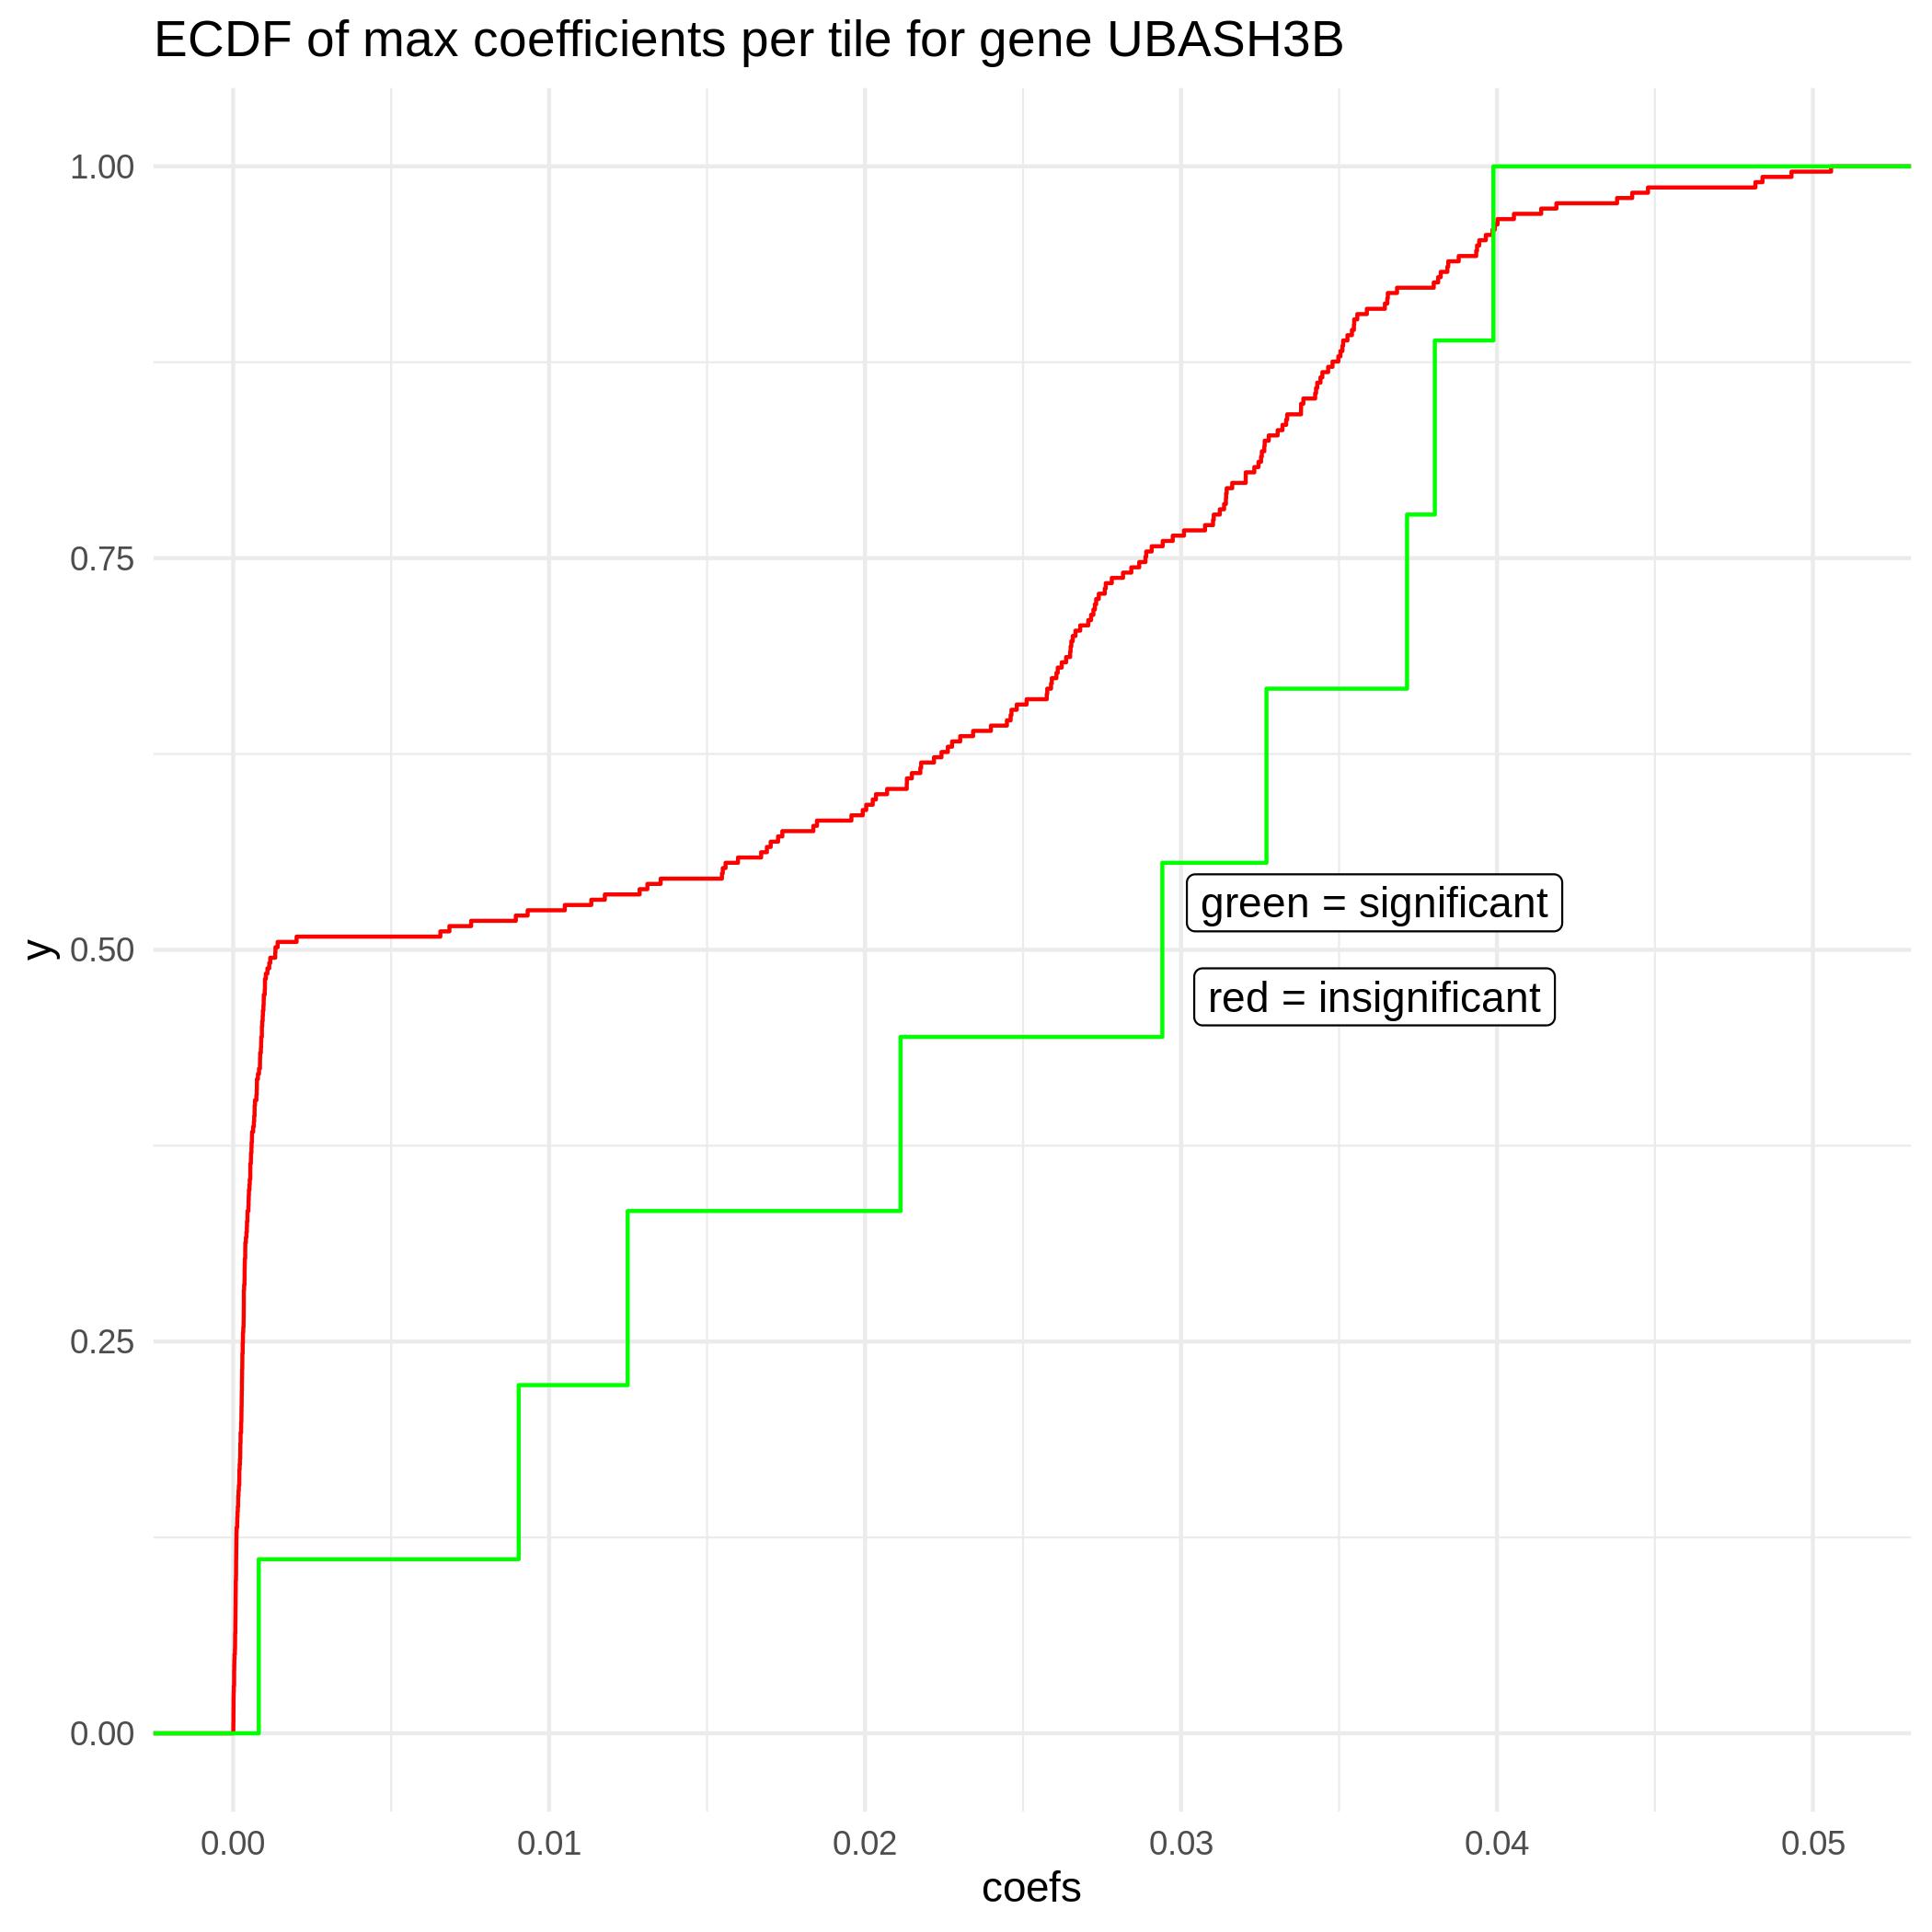 ECDF of max coefficients per tile for gene UBASH3B
1.00
0.75
0.50
0.25
0.00
y
green = significant
red = insignificant
0.00 0.01 0.02 0.03 0.04 0.05
coefs